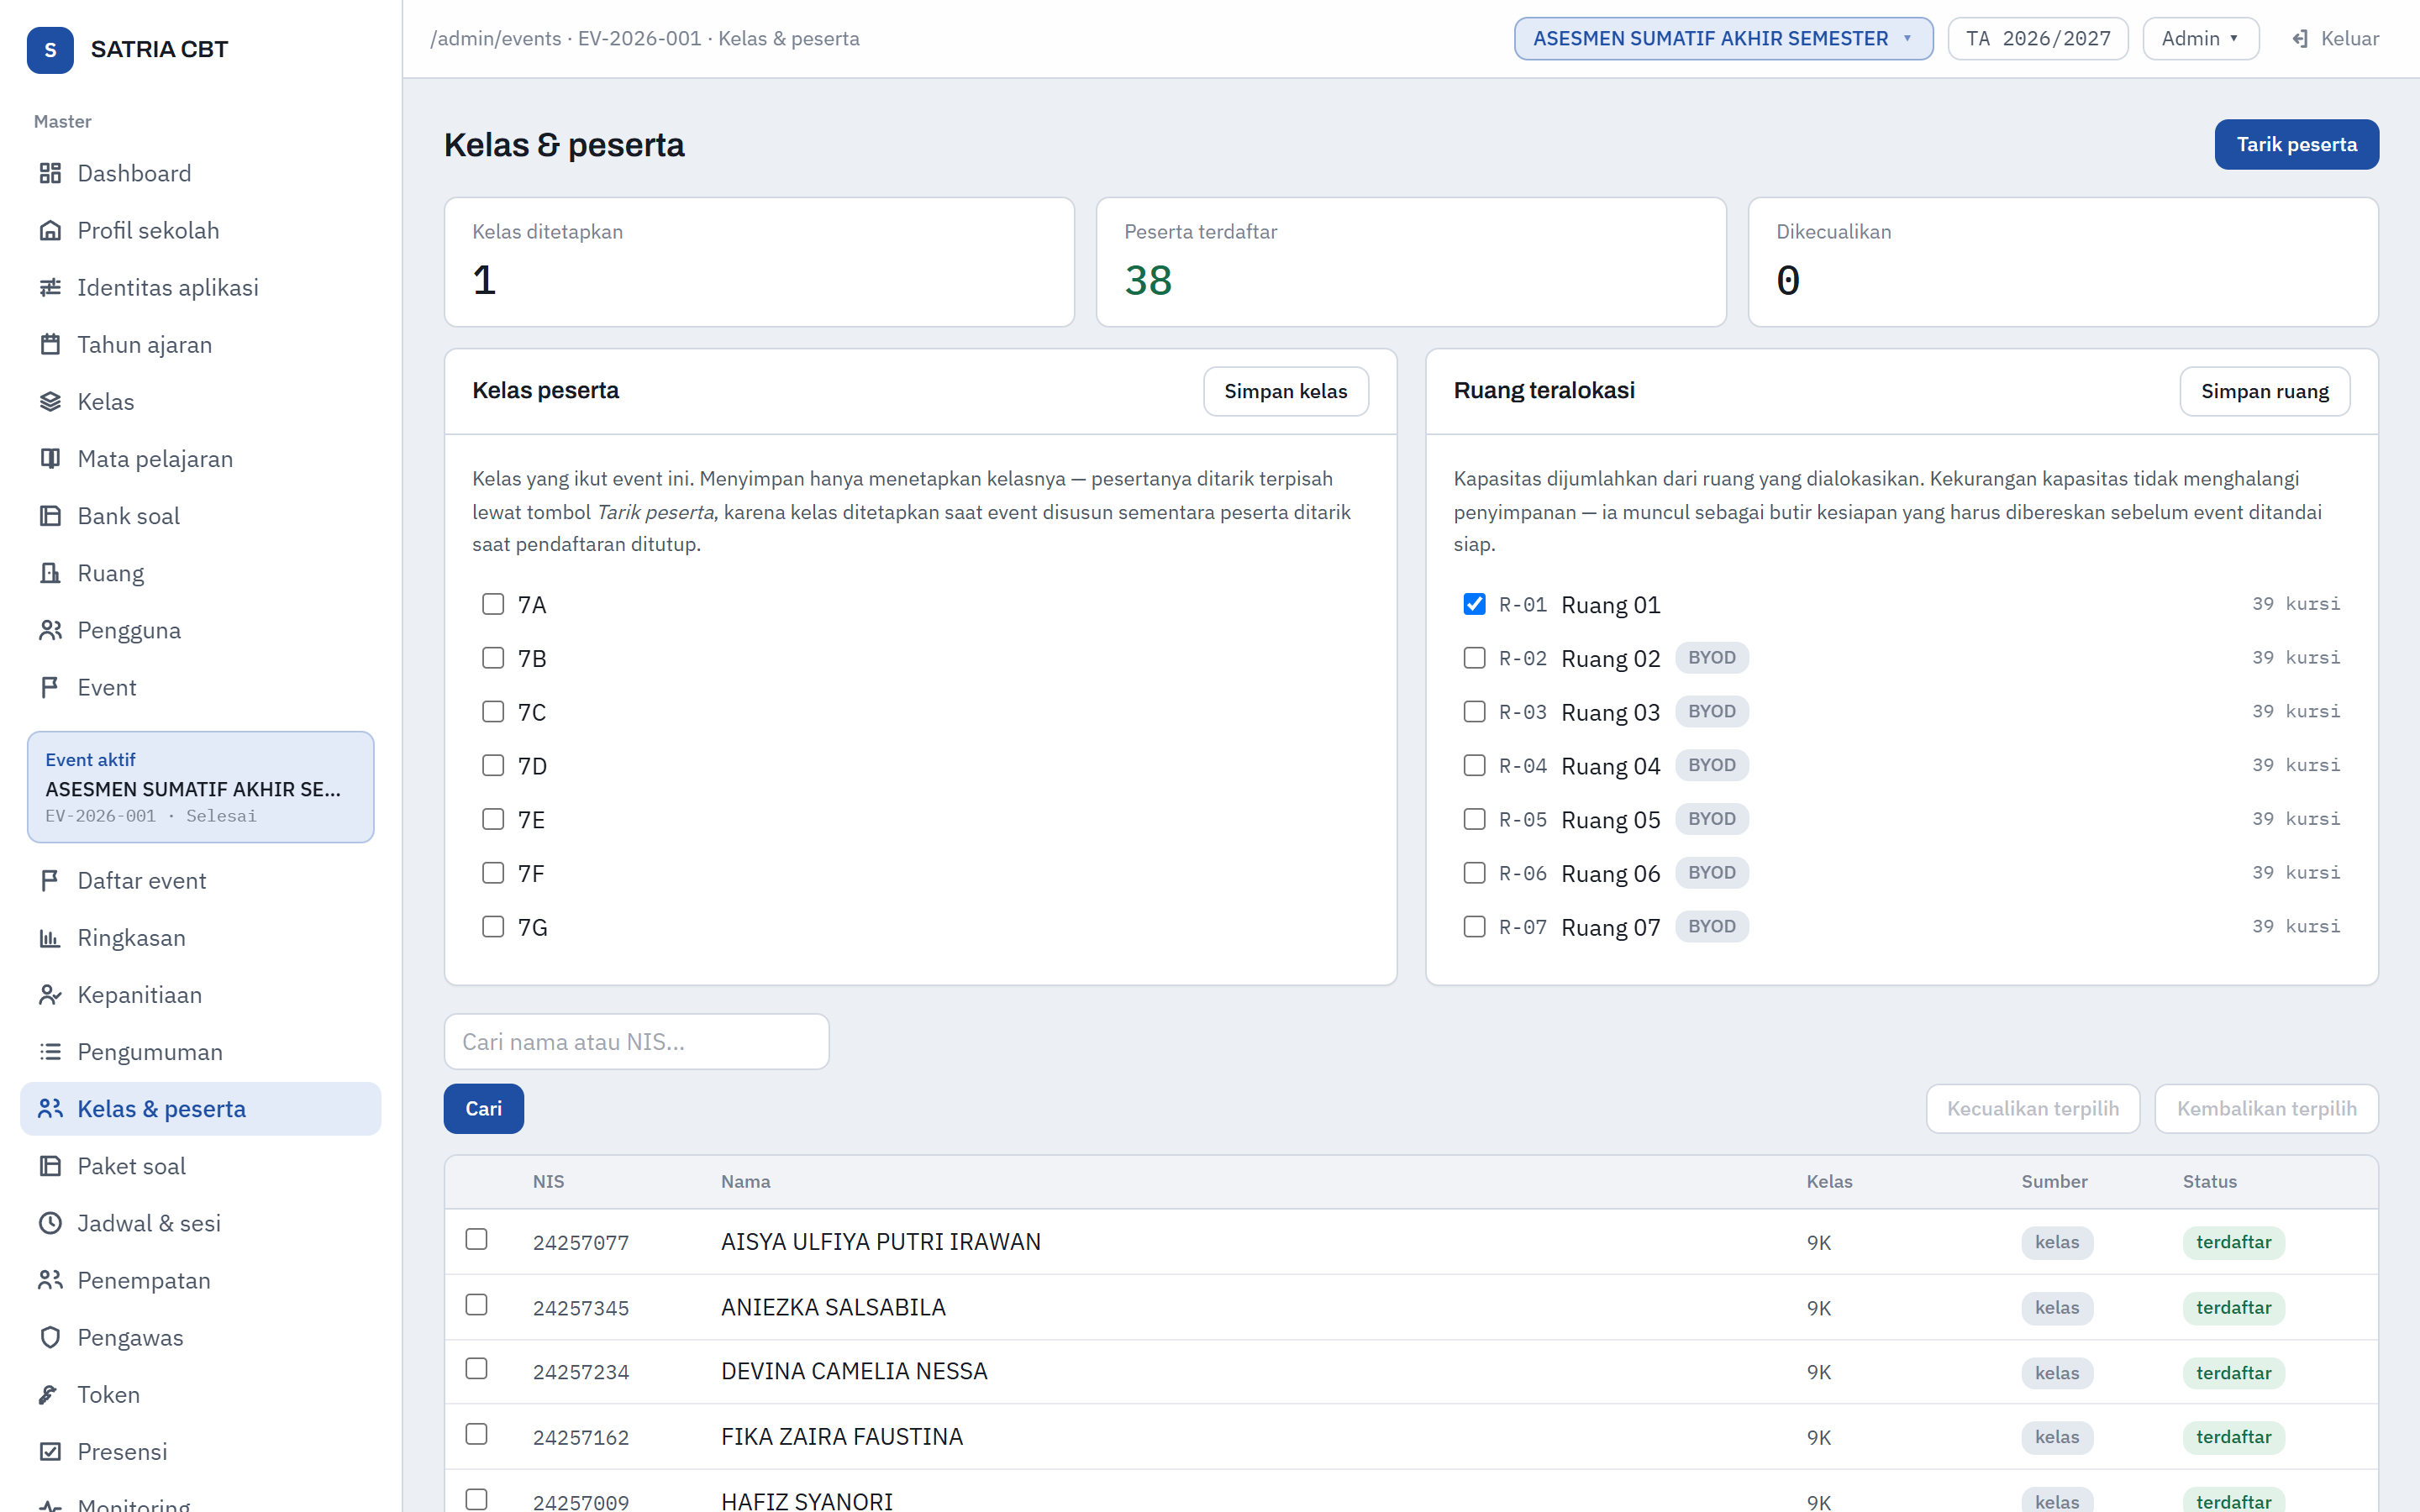 S
SATRIA CBT
Master
Dashboard
Profil sekolah
Identitas aplikasi
Tahun ajaran
Kelas
Mata pelajaran
Bank soal
Ruang
Pengguna
Event
Event aktif
ASESMEN SUMATIF AKHIR SE...
EV-2026-001 · Selesai
Daftar event
Ringkasan
Kepanitiaan
Pengumuman
Kelas & peserta
Paket soal
Jadwal & sesi
Penempatan
Pengawas
Token
Presensi
Monitoring
/admin/events · EV-2026-001 · Kelas & peserta
ASESMEN SUMATIF AKHIR SEMESTER ▾
TA 2026/2027
Admin ▾
Keluar
Kelas & peserta
Tarik peserta
Kelas ditetapkan
1
Peserta terdaftar
38
Dikecualikan
0
Kelas peserta
Simpan kelas
Kelas yang ikut event ini. Menyimpan hanya menetapkan kelasnya — pesertanya ditarik terpisah
lewat tombol Tarik peserta, karena kelas ditetapkan saat event disusun sementara peserta ditarik
saat pendaftaran ditutup.
7A
7B
7C
7D
7E
7F
7G
Ruang teralokasi
Simpan ruang
Kapasitas dijumlahkan dari ruang yang dialokasikan. Kekurangan kapasitas tidak menghalangi
penyimpanan — ia muncul sebagai butir kesiapan yang harus dibereskan sebelum event ditandai
siap.
R-01 Ruang 01 39 kursi
R-02 Ruang 02 BYOD 39 kursi
R-03 Ruang 03 BYOD 39 kursi
R-04 Ruang 04 BYOD 39 kursi
R-05 Ruang 05 BYOD 39 kursi
R-06 Ruang 06 BYOD 39 kursi
R-07 Ruang 07 BYOD 39 kursi
Cari nama atau NIS...
Cari
Kecualikan terpilih
Kembalikan terpilih
NIS Nama Kelas Sumber Status
24257077 AISYA ULFIYA PUTRI IRAWAN 9K kelas terdaftar
24257345 ANIEZKA SALSABILA 9K kelas terdaftar
24257234 DEVINA CAMELIA NESSA 9K kelas terdaftar
24257162 FIKA ZAIRA FAUSTINA 9K kelas terdaftar
24257009 HAFIZ SYANORI 9K kelas terdaftar